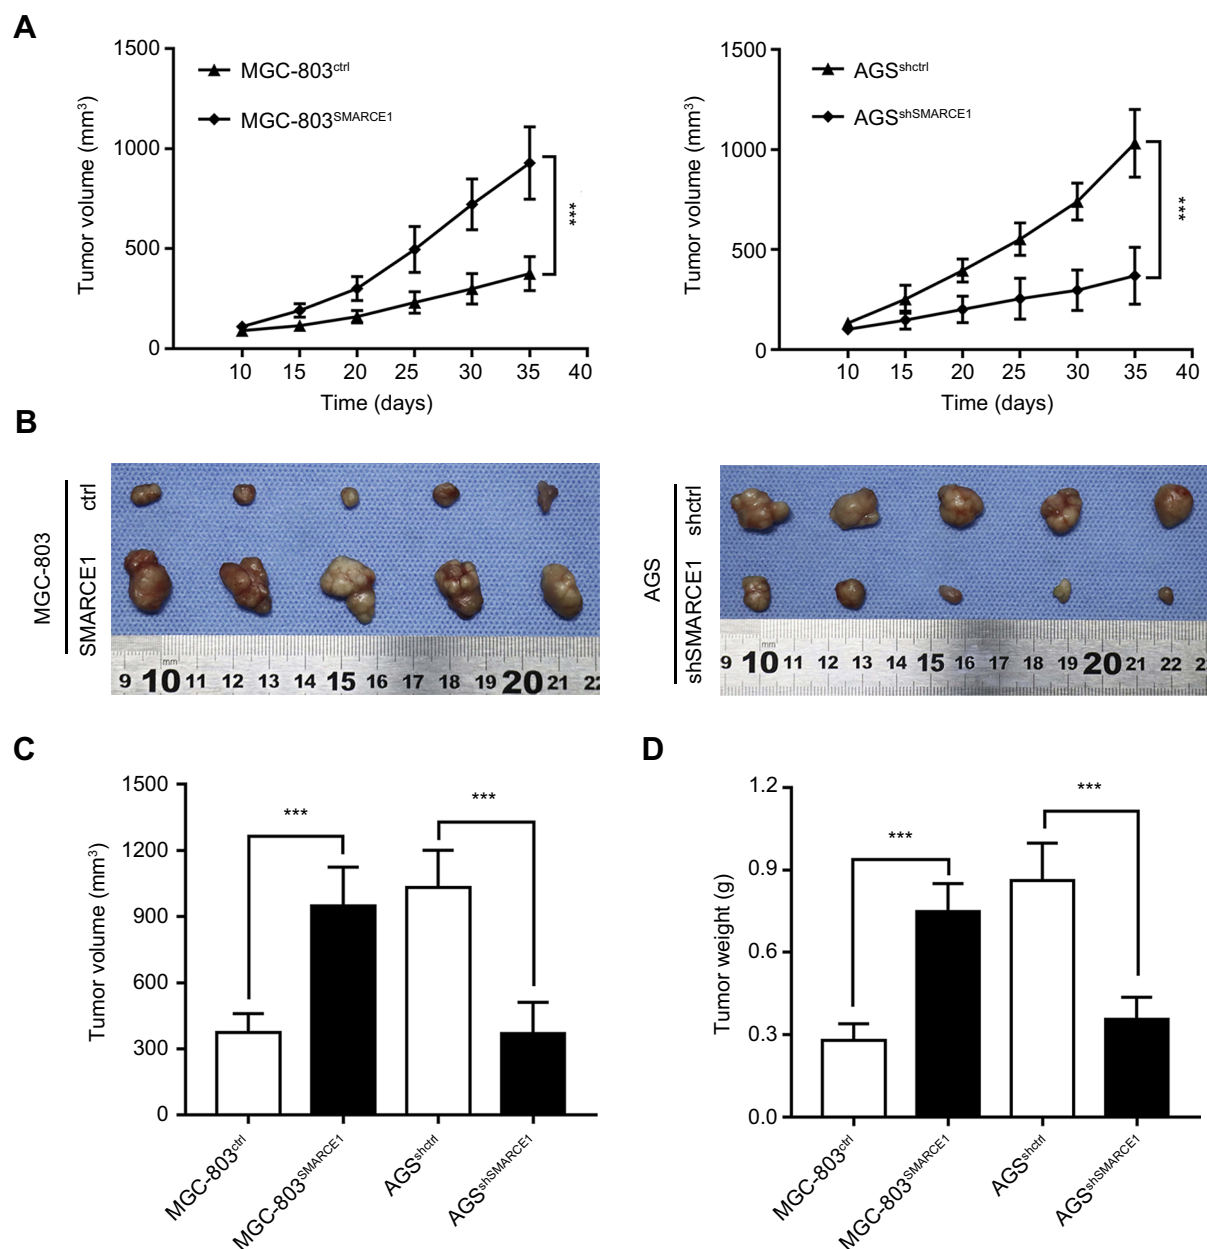 A
1500
1000
500
0
Tumor volume (mm³)
MGC-803ctrl
MGC-803SMARCE1
***
10 15 20 25 30 35 40
Time (days)
1500
1000
500
0
Tumor volume (mm³)
AGSshctrl
AGSshSMARCE1
***
10 15 20 25 30 35 40
Time (days)
B
MGC-803
ctrl
SMARCE1
mm
9 10 11 12 13 14 15 16 17 18 19 20 21 22
AGS
shctrl
shSMARCE1
mm
9 10 11 12 13 14 15 16 17 18 19 20 21 22 2
C
1500
1200
900
600
300
0
Tumor volume (mm³)
***
***
MGC-803ctrl
MGC-803SMARCE1
AGSshctrl
AGSshSMARCE1
D
1.2
0.9
0.6
0.3
0.0
Tumor weight (g)
***
***
MGC-803ctrl
MGC-803SMARCE1
AGSshctrl
AGSshSMARCE1